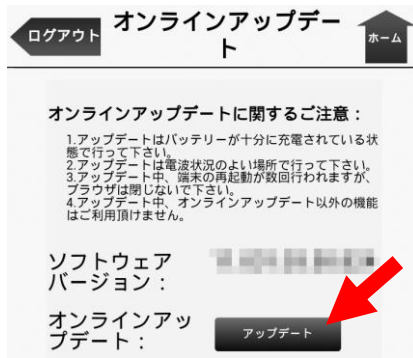 ログアウト
オンラインアップデー
ト
ホーム
オンラインアップデートに関するご注意：
1.アップデートはバッテリーが十分に充電されている状
態で行って下さい。
2.アップデートは電波状況のよい場所で行って下さい。
3.アップデート中、端末の再起動が数回行われますが、
ブラウザは閉じないで下さい。
4.アップデート中、オンラインアップデート以外の機能
はご利用頂けません。
ソフトウェア
バージョン：
オンラインアッ
プデート：
アップデート